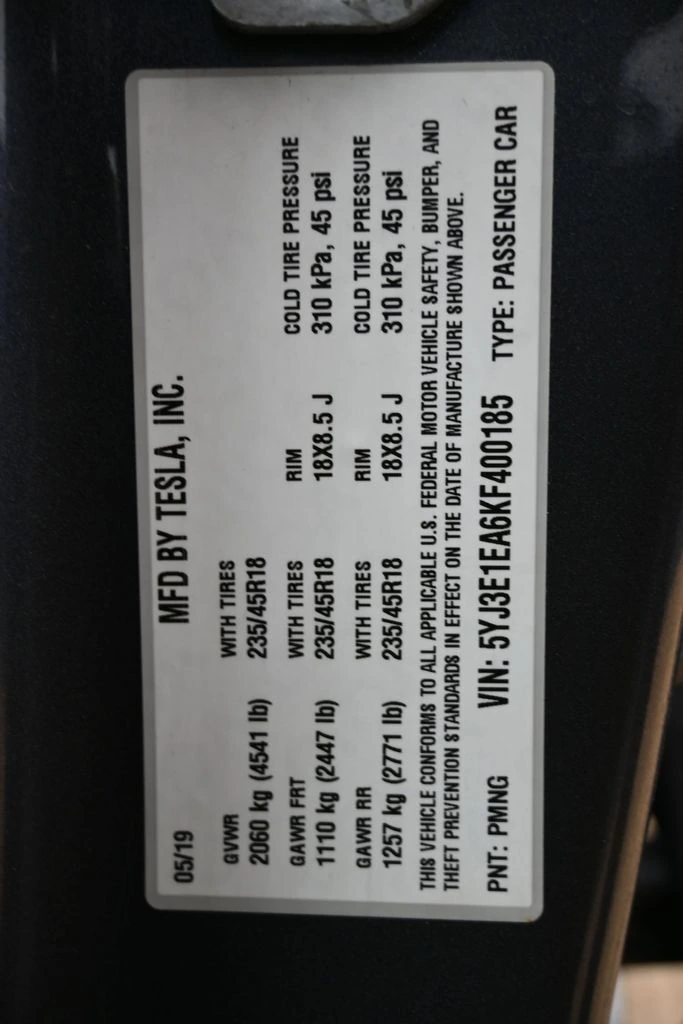 MFD BY TESLA, INC.
05/19
GVWR WITH TIRES
2060 kg (4541 lb) 235/45R18
GAWR FRT WITH TIRES RIM COLD TIRE PRESSURE
1110 kg (2447 lb) 235/45R18 18X8.5 J 310 kPa, 45 psi
GAWR RR WITH TIRES RIM COLD TIRE PRESSURE
1257 kg (2771 lb) 235/45R18 18X8.5 J 310 kPa, 45 psi
THIS VEHICLE CONFORMS TO ALL APPLICABLE U.S. FEDERAL MOTOR VEHICLE SAFETY, BUMPER, AND
THEFT PREVENTION STANDARDS IN EFFECT ON THE DATE OF MANUFACTURE SHOWN ABOVE.
PNT: PMNG VIN: 5YJ3E1EA6KF400185 TYPE: PASSENGER CAR